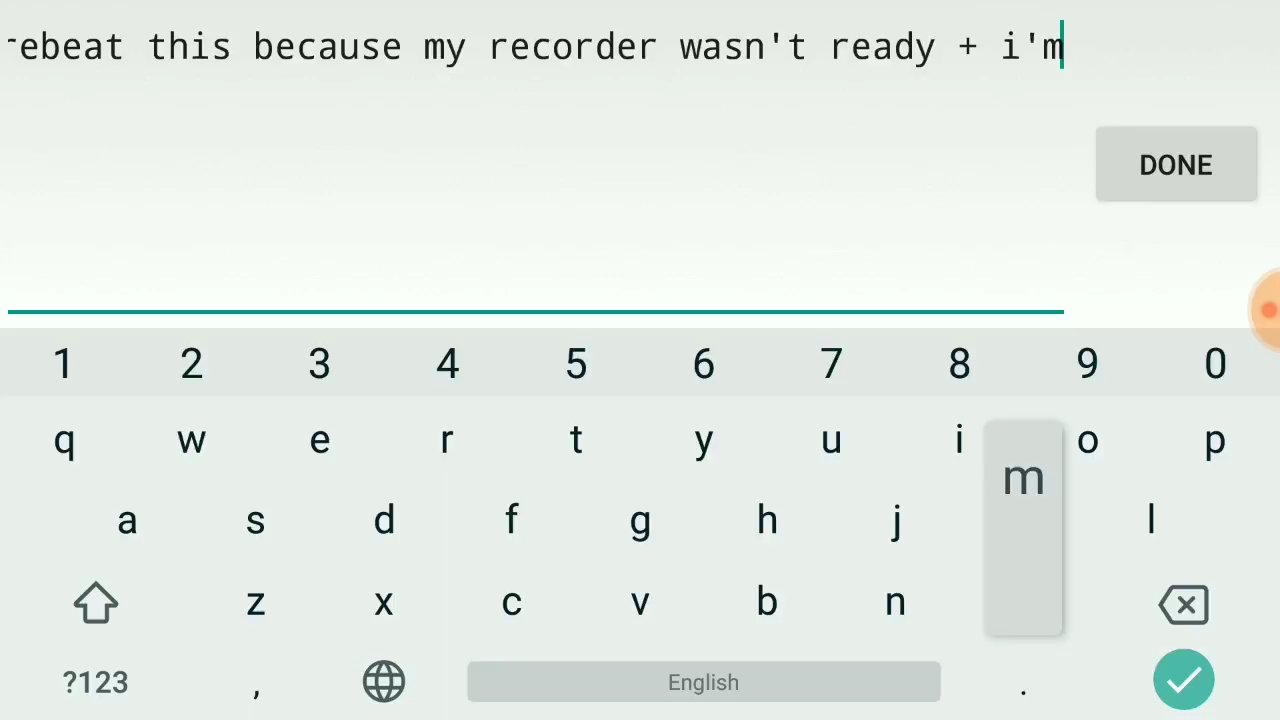 rebeat this because my recorder wasn't ready + i'm
DONE
1 2 3 4 5 6 7 8 9 0
q w e r t y u i o p
m
a s d f g h j l
z x c v b n
?123 , English .